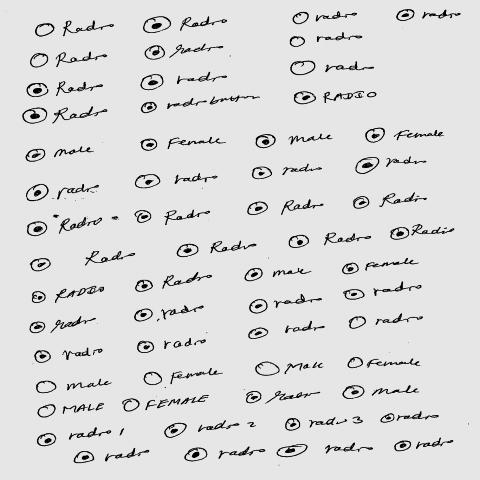 Radio Radio radio radio
Radio radio radio
Radio radio radio
Radio radio button RADIO
male Female male Female
radio radio radio radio
"Radio" Radio Radio Radio
Radio Radio Radio Radio
RADIO Radio male Female
radio radio radio radio
radio radio radio radio
male Female Male Female
MALE FEMALE radio male
radio 1 radio 2 radio 3 radio
radio radio radio radio